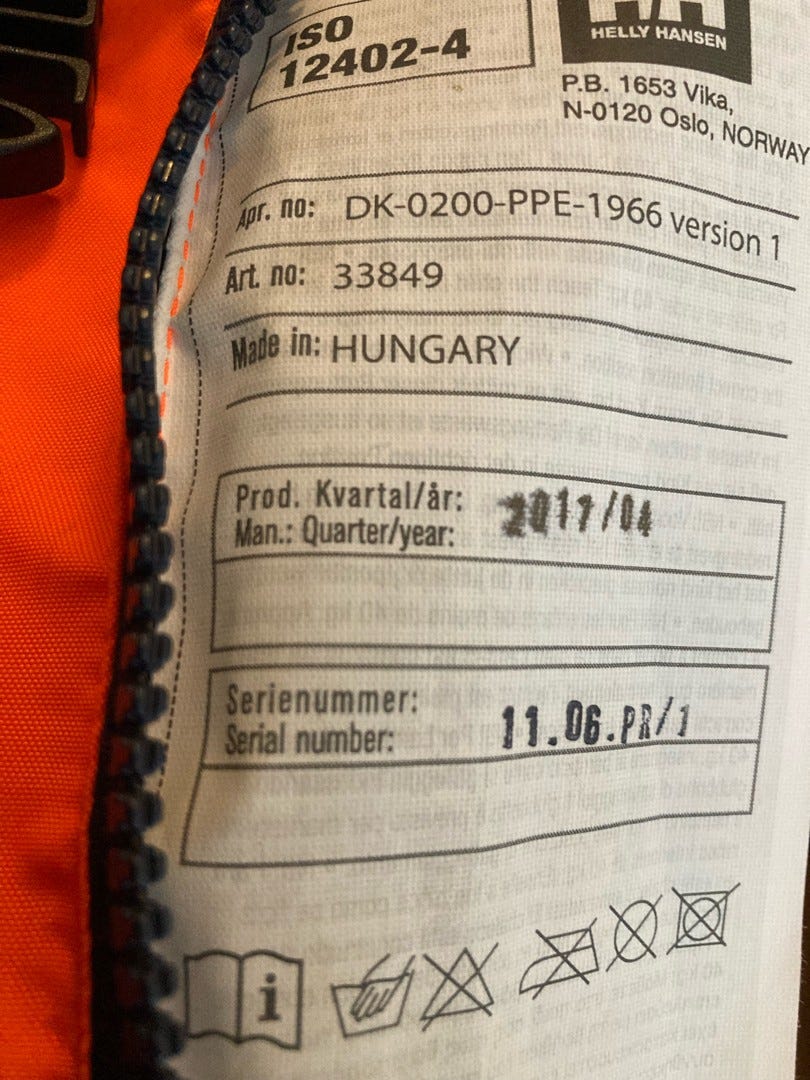 ISO
12402-4
HELLY HANSEN
P.B. 1653 Vika,
N-0120 Oslo, NORWAY
Apr. no: DK-0200-PPE-1966 version 1
Art. no: 33849
Made in: HUNGARY
Prod. Kvartal/år: 2017/04
Man.: Quarter/year:
Serienummer:
Serial number: 11.06.PR/1
i